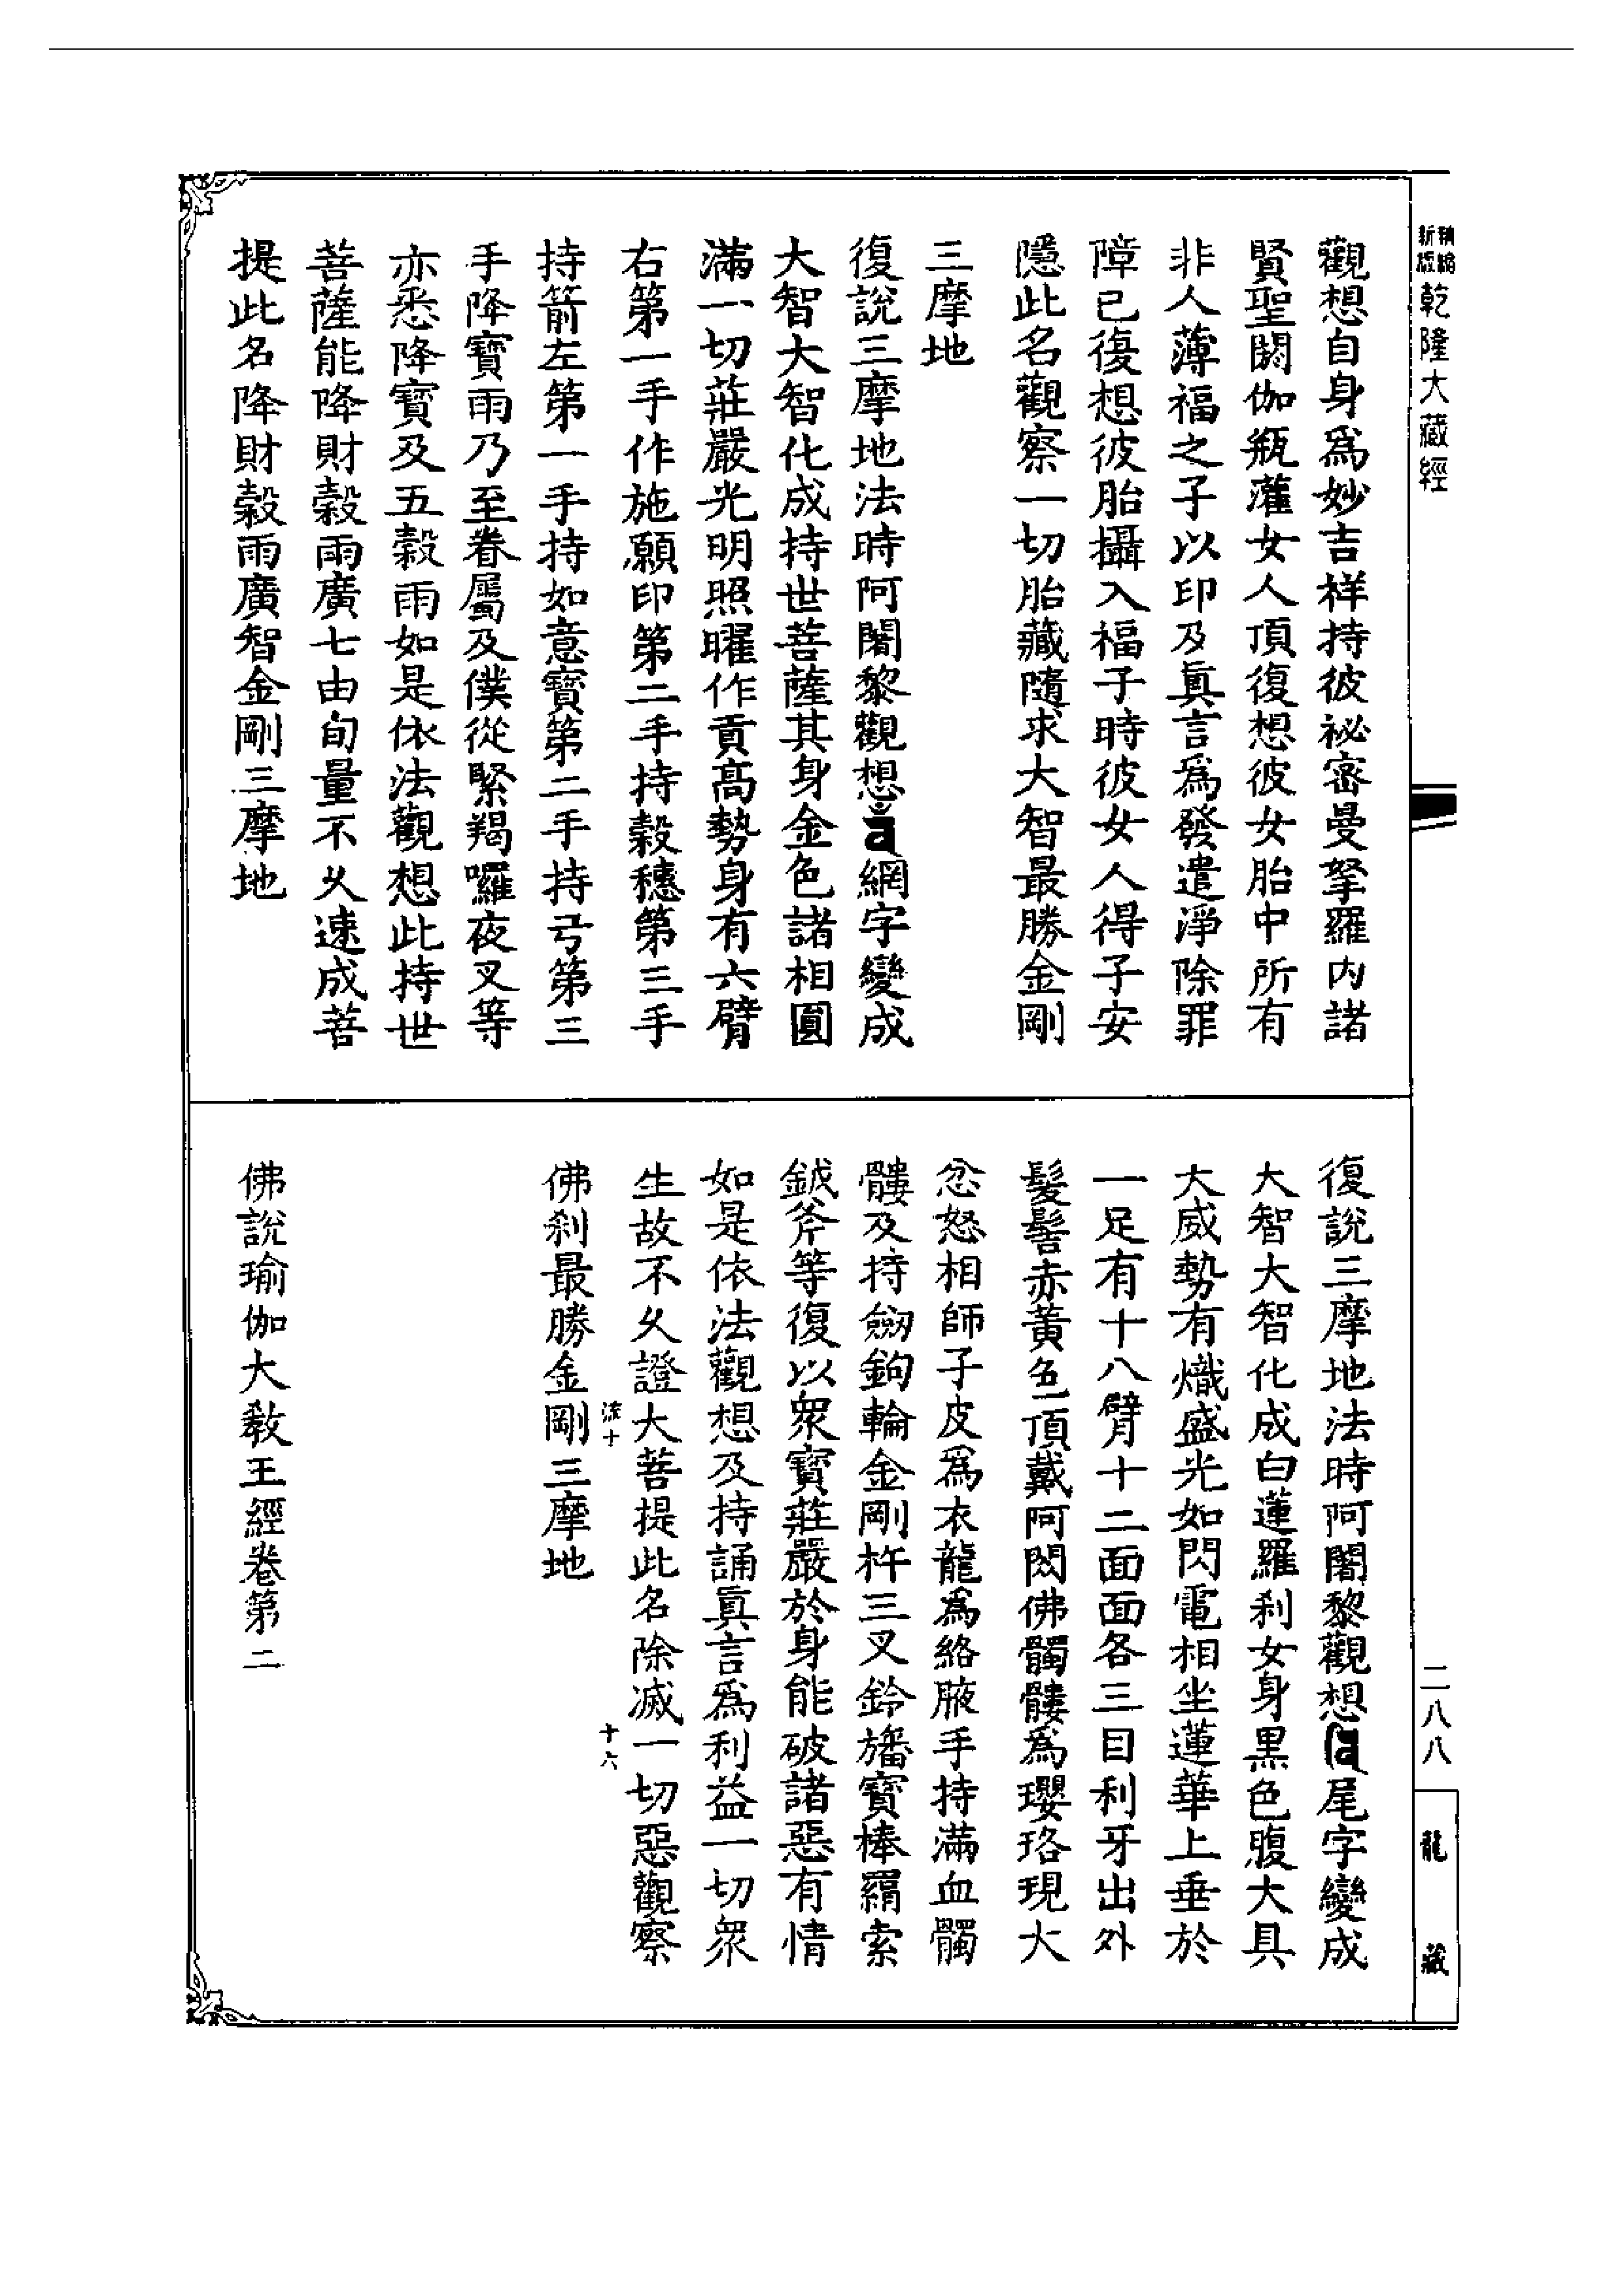 精縮新版乾隆大藏經
觀想自身爲妙吉祥持彼祕密曼拏羅內諸
賢聖閼伽瓶灌女人頂復想彼女胎中所有
非人薄福之子以印及眞言爲發遣淨除罪
障已復想彼胎攝入福子時彼女人得子安
隱此名觀察一切胎藏隨求大智最勝金剛
三摩地
復說三摩地法時阿闍黎觀想網字變成
大智大智化成持世菩薩其身金色諸相圓
滿一切莊嚴光明照曜作貢高勢身有六臂
右第一手作施願印第二手持穀穗第三手
持箭左第一手持如意寶第二手持弓第三
手降寶雨乃至眷屬及僕從緊羯囉夜叉等
亦悉降寶及五穀雨如是依法觀想此持世
菩薩能降財穀雨廣七由旬量不久速成菩
提此名降財穀雨廣智金剛三摩地
復說三摩地法時阿闍黎觀想尾字變成
大智大智化成白蓮羅刹女身黑色腹大具
大威勢有熾盛光如閃電相坐蓮華上垂於
一足有十八臂十二面面各三目利牙出外
髮髻赤黃色頂戴阿閦佛髑髏爲瓔珞現大
忿怒相師子皮爲衣龍爲絡腋手持滿血髑
髏及持劒鉤輪金剛杵三叉鈴旛寶棒羂索
鉞斧等復以眾寶莊嚴於身能破諸惡有情
如是依法觀想及持誦眞言爲利益一切眾
生故不久證大菩提此名除滅一切惡觀察
流十
十六
佛刹最勝金剛三摩地
佛說瑜伽大教王經卷第二
二八八
龍藏